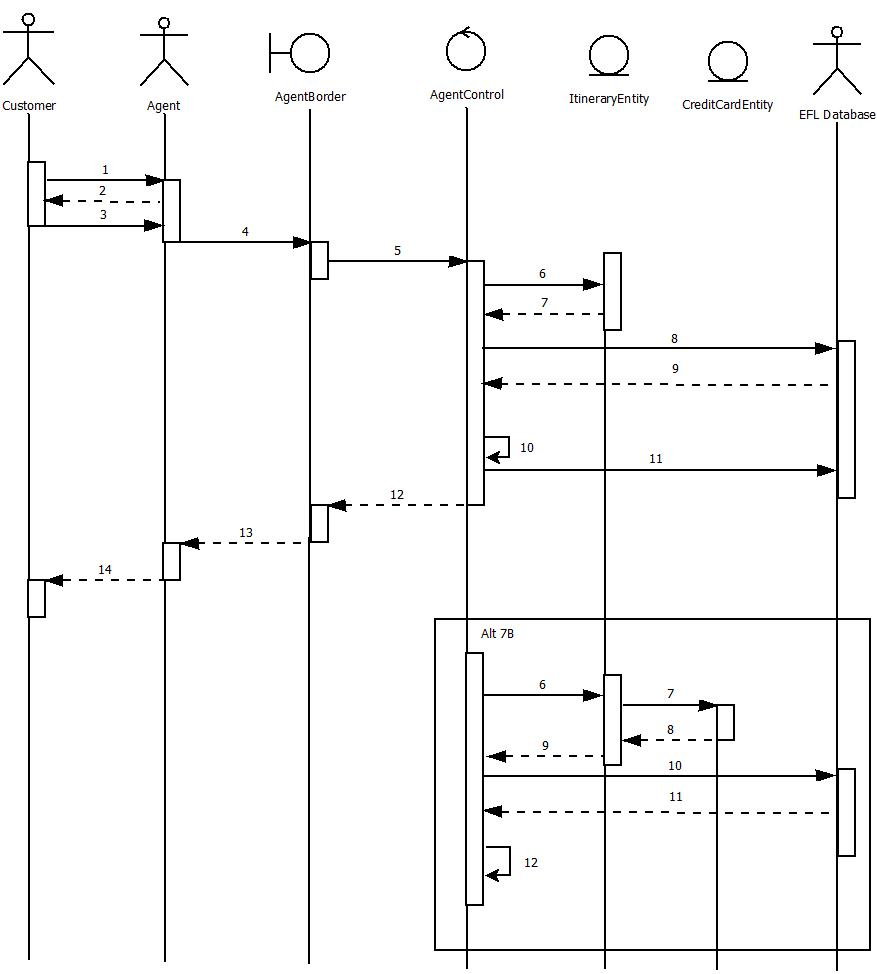 Customer
Agent
AgentBorder
AgentControl
ItineraryEntity
CreditCardEntity
EFL Database
1
2
3
4
5
6
7
8
9
10
11
12
13
14
Alt 7B
6
7
8
9
10
11
12